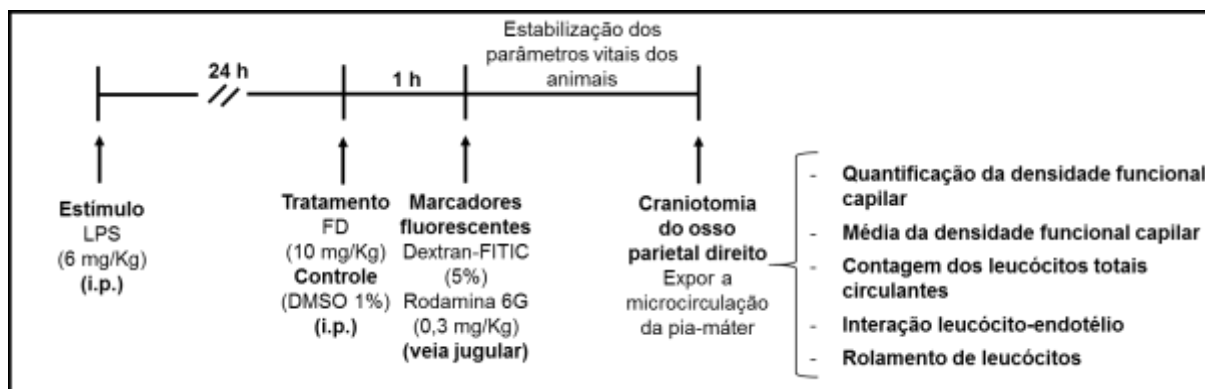 Estabilização dos
parâmetros vitais dos
animais
24 h
1 h
Estímulo
LPS
(6 mg/Kg)
(i.p.)
Tratamento
FD
(10 mg/Kg)
Controle
(DMSO 1%)
(i.p.)
Marcadores
fluorescentes
Dextran-FITIC
(5%)
Rodamina 6G
(0,3 mg/Kg)
(veia jugular)
Craniotomia
do osso
parietal direito
Expor a
microcirculação
da pia-máter
- Quantificação da densidade funcional
capilar
- Média da densidade funcional capilar
- Contagem dos leucócitos totais
circulantes
- Interação leucócito-endotélio
- Rolamento de leucócitos